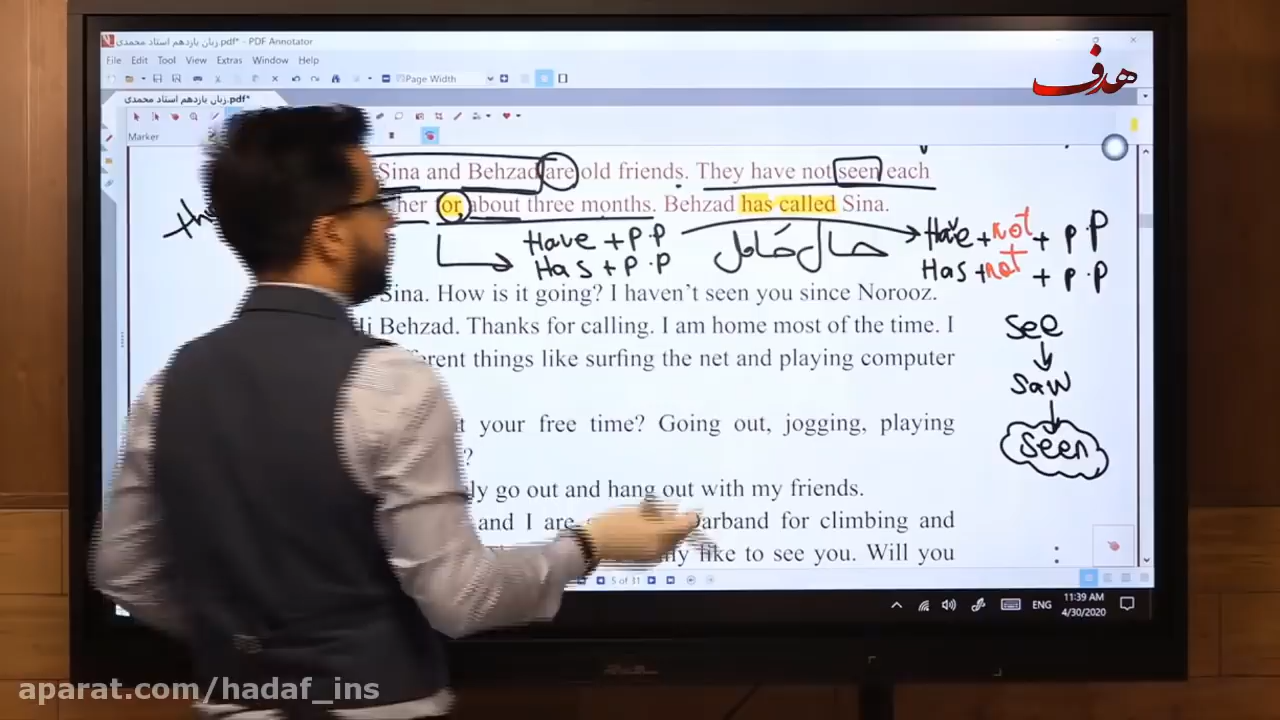 زبان یازدهم استاد محمدی.pdf* - PDF Annotator
هدف
File Edit Tool View Extras Window Help
Page Width
زبان یازدهم استاد محمدی.pdf*
Marker
Sina and Behzad are old friends. They have not seen each
her for about three months. Behzad has called Sina.
Have + P.P
Has + P.P
حال کامل
Have + not + P.P
Has + not + P.P
Sina. How is it going? I haven't seen you since Norooz.
Hi Behzad. Thanks for calling. I am home most of the time. I
ferent things like surfing the net and playing computer
See
saw
Seen
t your free time? Going out, jogging, playing
?
ly go out and hang out with my friends.
and I are Darband for climbing and
ly like to see you. Will you
5 of 31
ENG
11:39 AM
4/30/2020
aparat.com/hadaf_ins